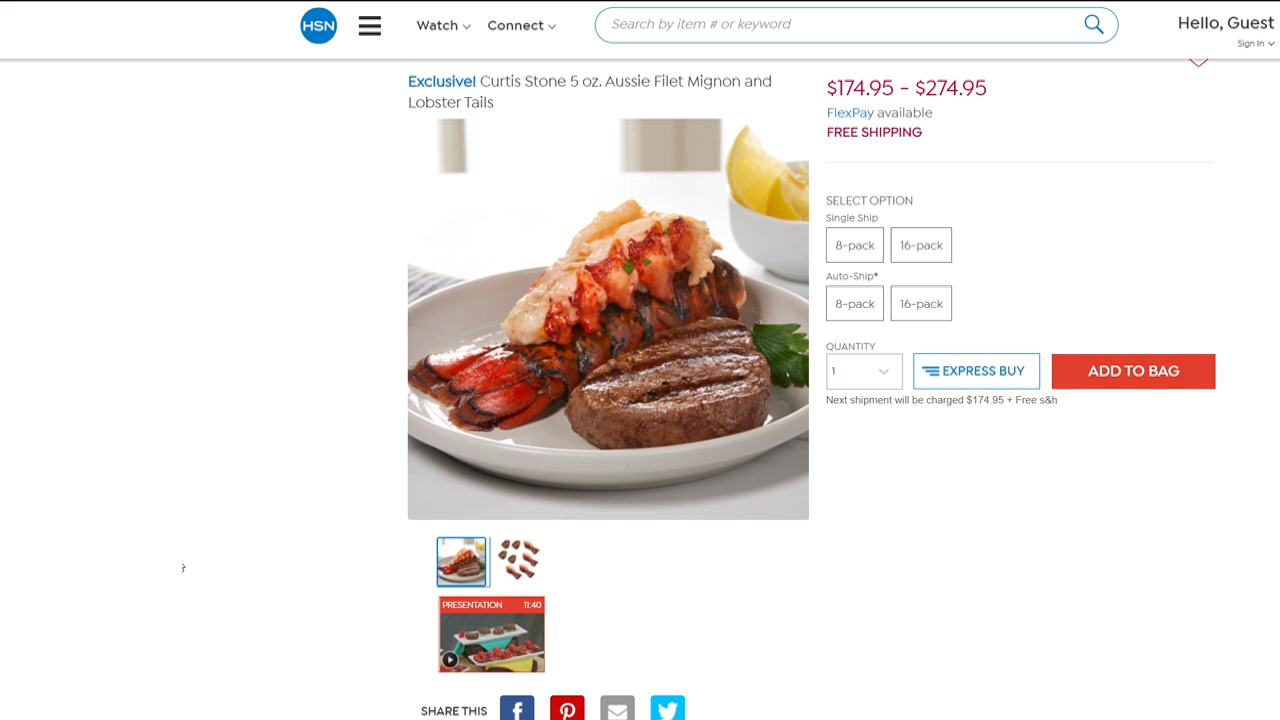 HSN
Watch
Connect
Search by item # or keyword
Hello, Guest
Sign In
Exclusive! Curtis Stone 5 oz. Aussie Filet Mignon and
Lobster Tails
$174.95 - $274.95
FlexPay available
FREE SHIPPING
SELECT OPTION
Single Ship
8-pack
16-pack
Auto-Ship®
8-pack
16-pack
QUANTITY
1
EXPRESS BUY
ADD TO BAG
Next shipment will be charged $174.95 + Free s&h
PRESENTATION 11:40
SHARE THIS